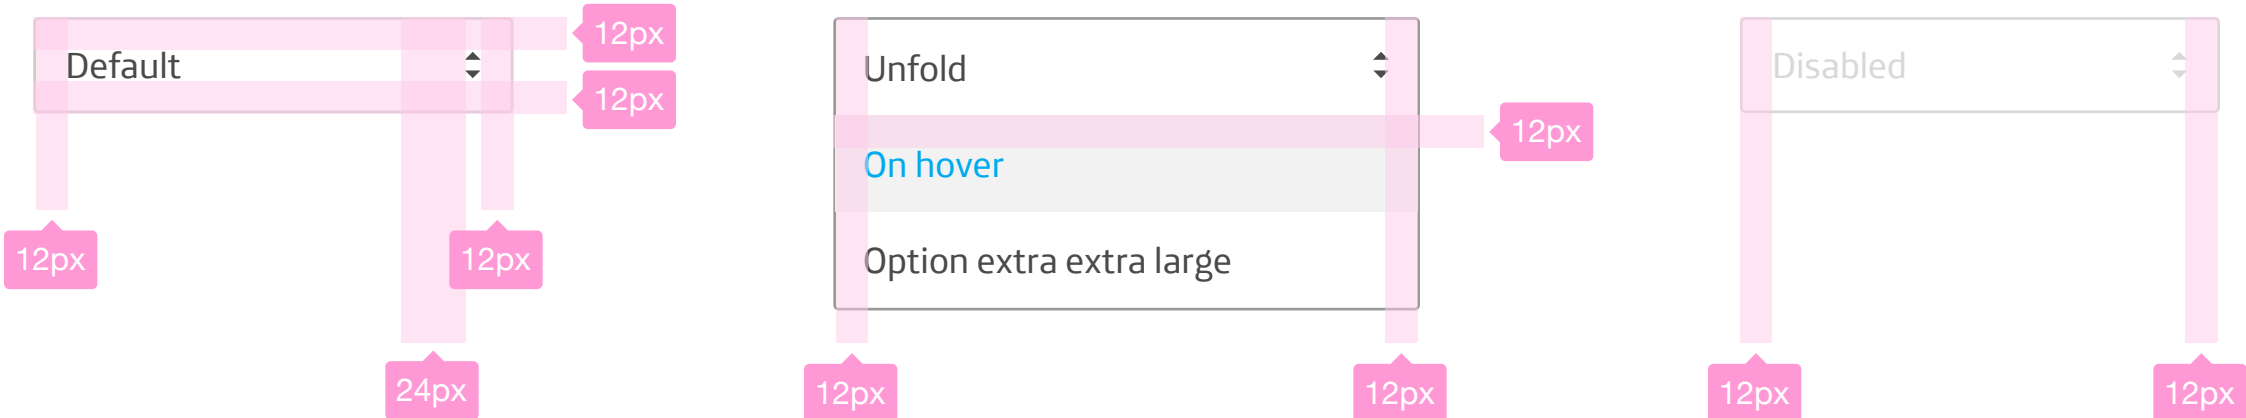 Default
12px
12px
12px
12px
24px
Unfold
On hover
Option extra extra large
12px
12px
12px
Disabled
12px
12px